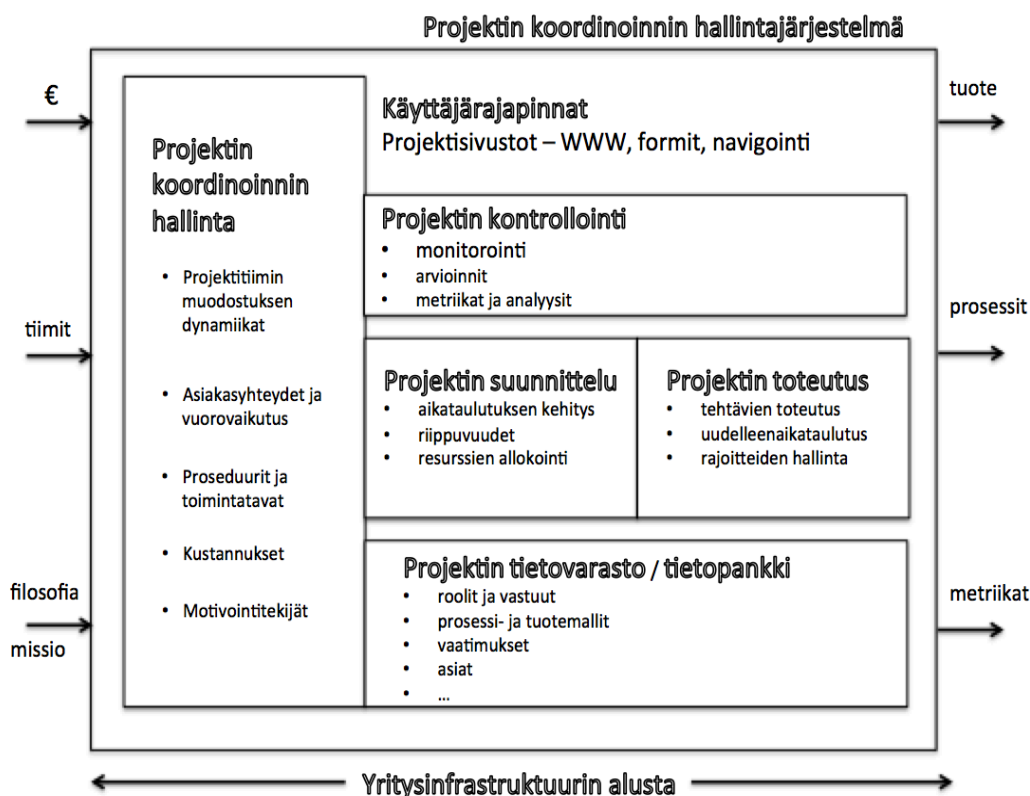 Projektin koordinoinnin hallintajärjestelmä
€
tiimit
filosofia
missio
Projektin
koordinoinnin
hallinta
• Projektitiimin
muodostuksen
dynamiikat
• Asiakasyhteydet ja
vuorovaikutus
• Proseduurit ja
toimintatavat
• Kustannukset
• Motivointitekijät
Käyttäjärajapinnat
Projektisivustot – WWW, formit, navigointi
Projektin kontrollointi
• monitorointi
• arvioinnit
• metriikat ja analyysit
Projektin suunnittelu
• aikataulutuksen kehitys
• riippuvuudet
• resurssien allokointi
Projektin toteutus
• tehtävien toteutus
• uudelleenaikataulutus
• rajoitteiden hallinta
Projektin tietovarasto / tietopankki
• roolit ja vastuut
• prosessi- ja tuotemallit
• vaatimukset
• asiat
• ...
tuote
prosessit
metriikat
Yritysinfrastruktuurin alusta